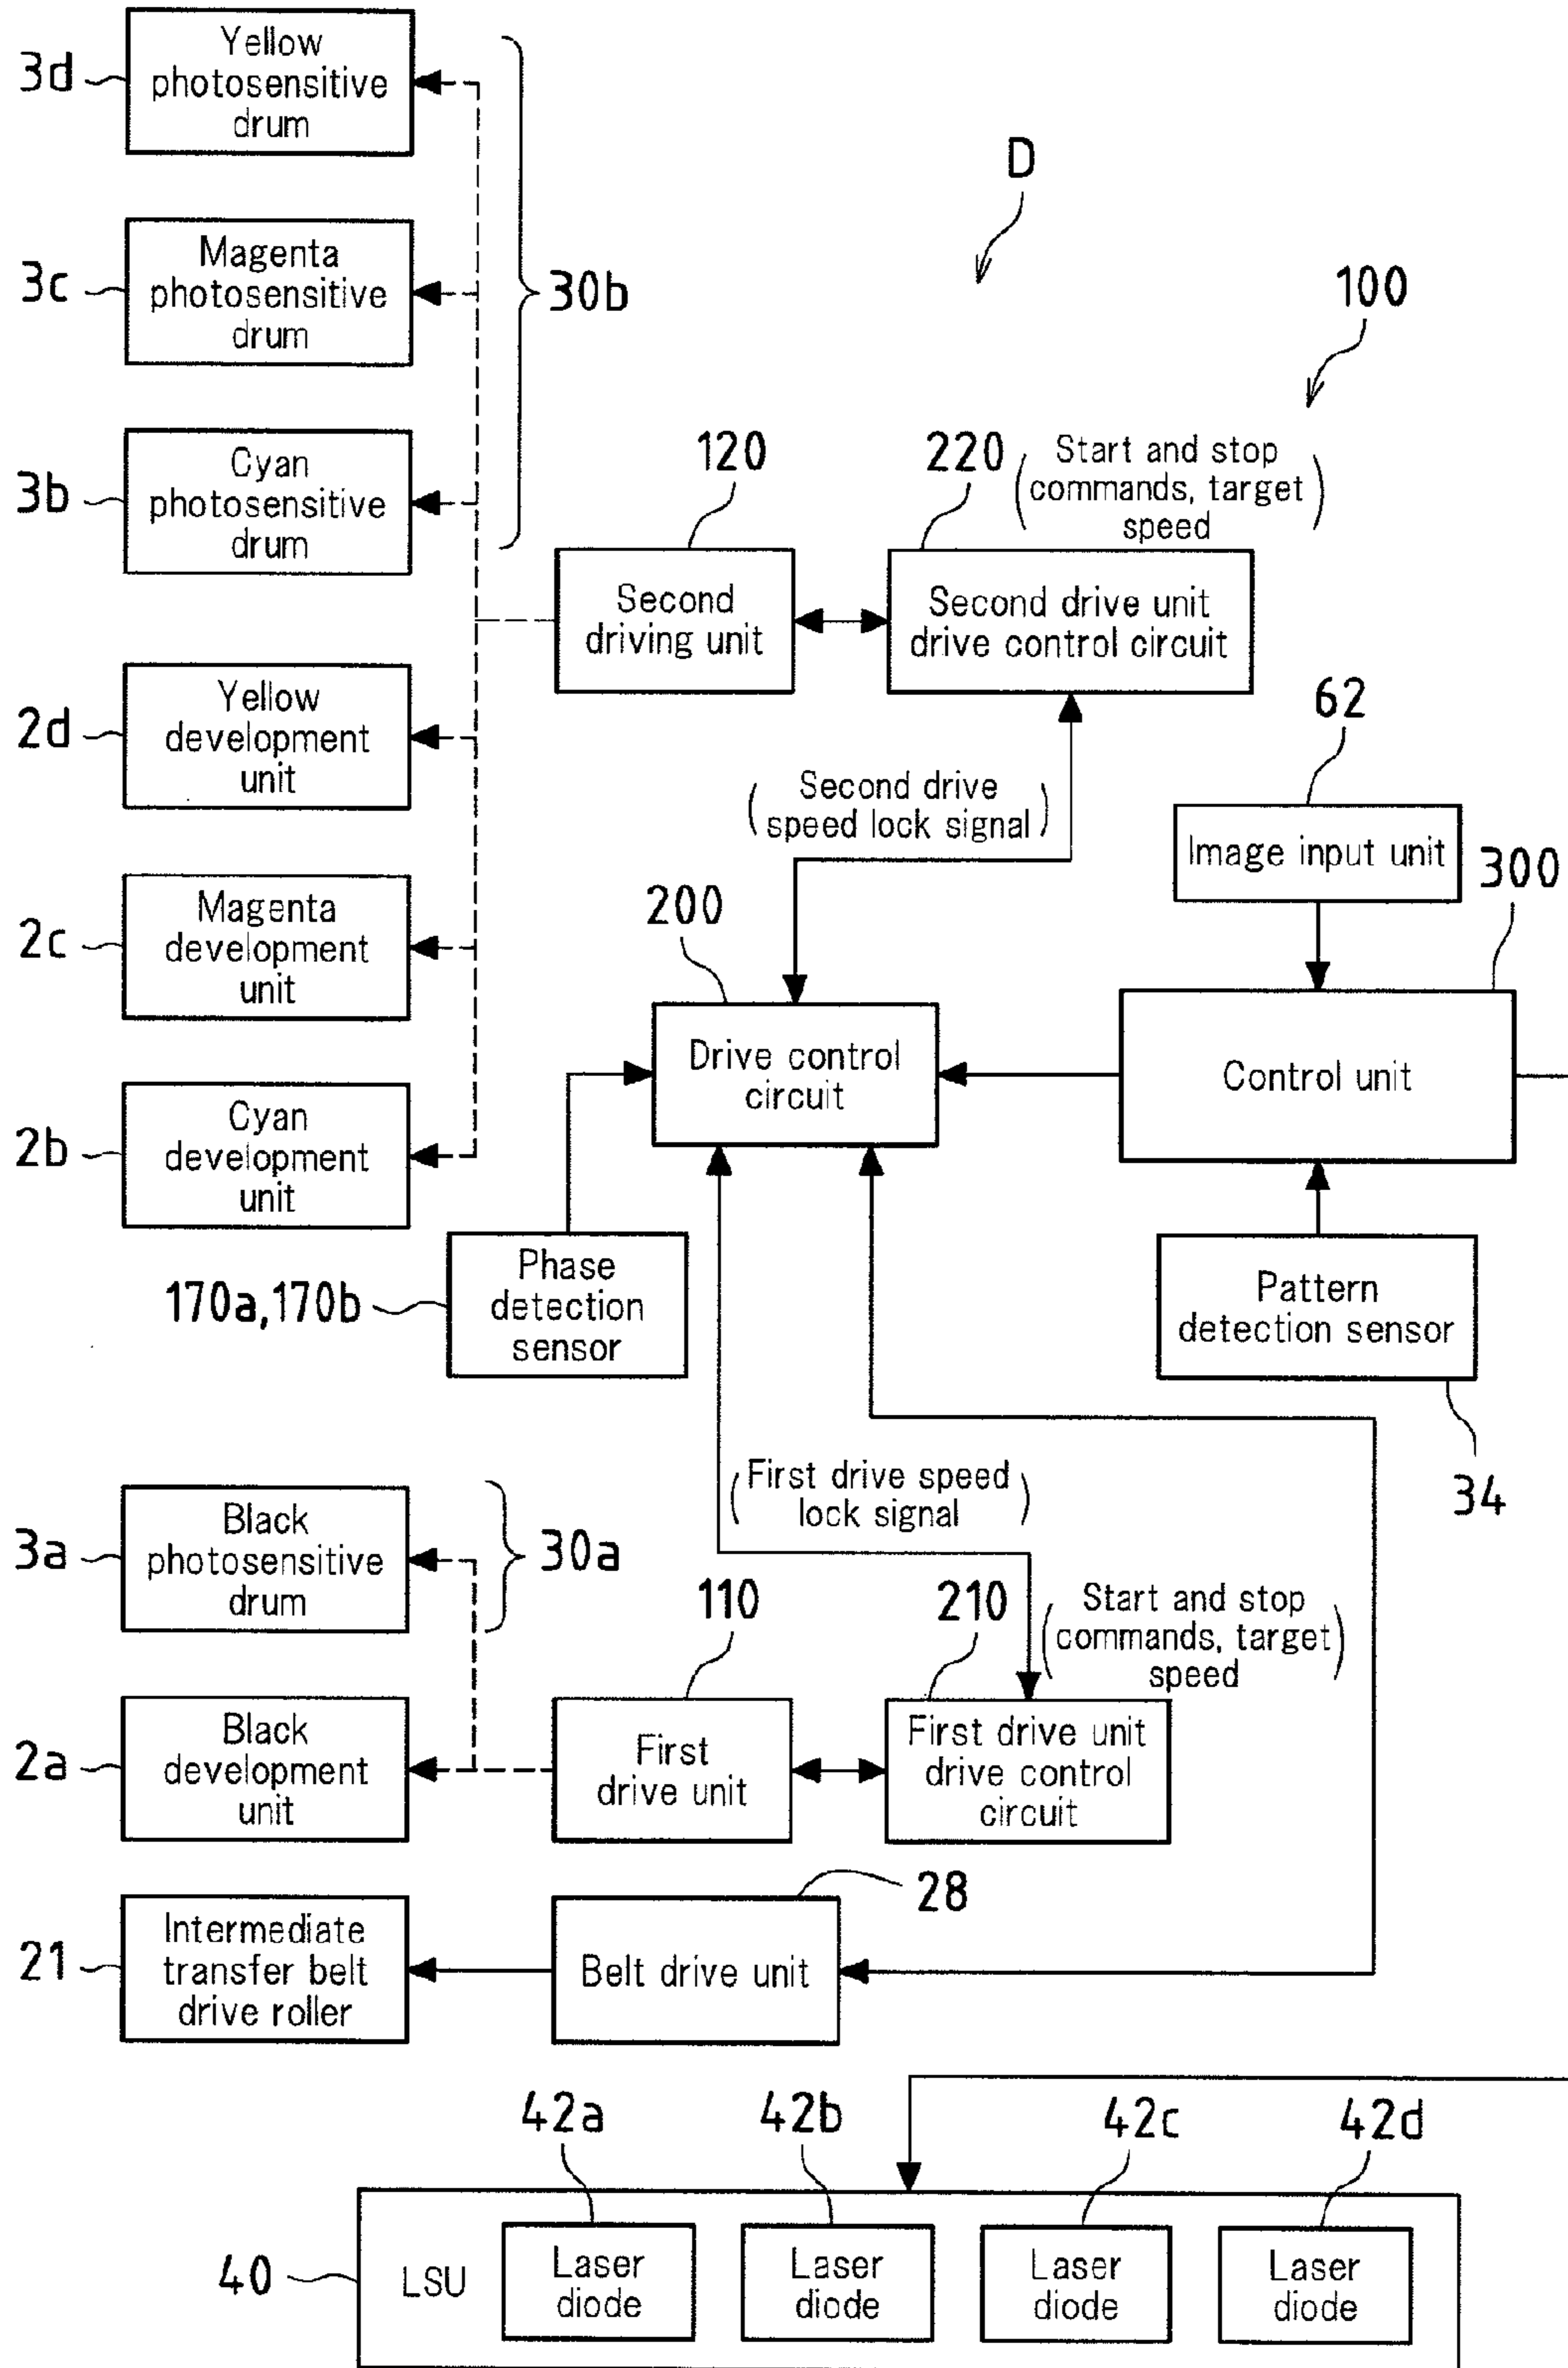 3d
Yellow
photosensitive
drum
D
3c
Magenta
photosensitive
drum
30b
100
3b
Cyan
photosensitive
drum
120
220
(Start and stop
commands, target
speed)
Second
driving unit
Second drive unit
drive control circuit
2d
Yellow
development
unit
62
(Second drive
speed lock signal)
Image input unit
300
2c
Magenta
development
unit
200
Drive control
circuit
Control unit
2b
Cyan
development
unit
170a,170b
Phase
detection
sensor
Pattern
detection sensor
34
(First drive speed
lock signal)
3a
Black
photosensitive
drum
30a
110
210
(Start and stop
commands, target
speed)
2a
Black
development
unit
First
drive unit
First drive unit
drive control
circuit
28
21
Intermediate
transfer belt
drive roller
Belt drive unit
42a
42b
42c
42d
40
LSU
Laser
diode
Laser
diode
Laser
diode
Laser
diode